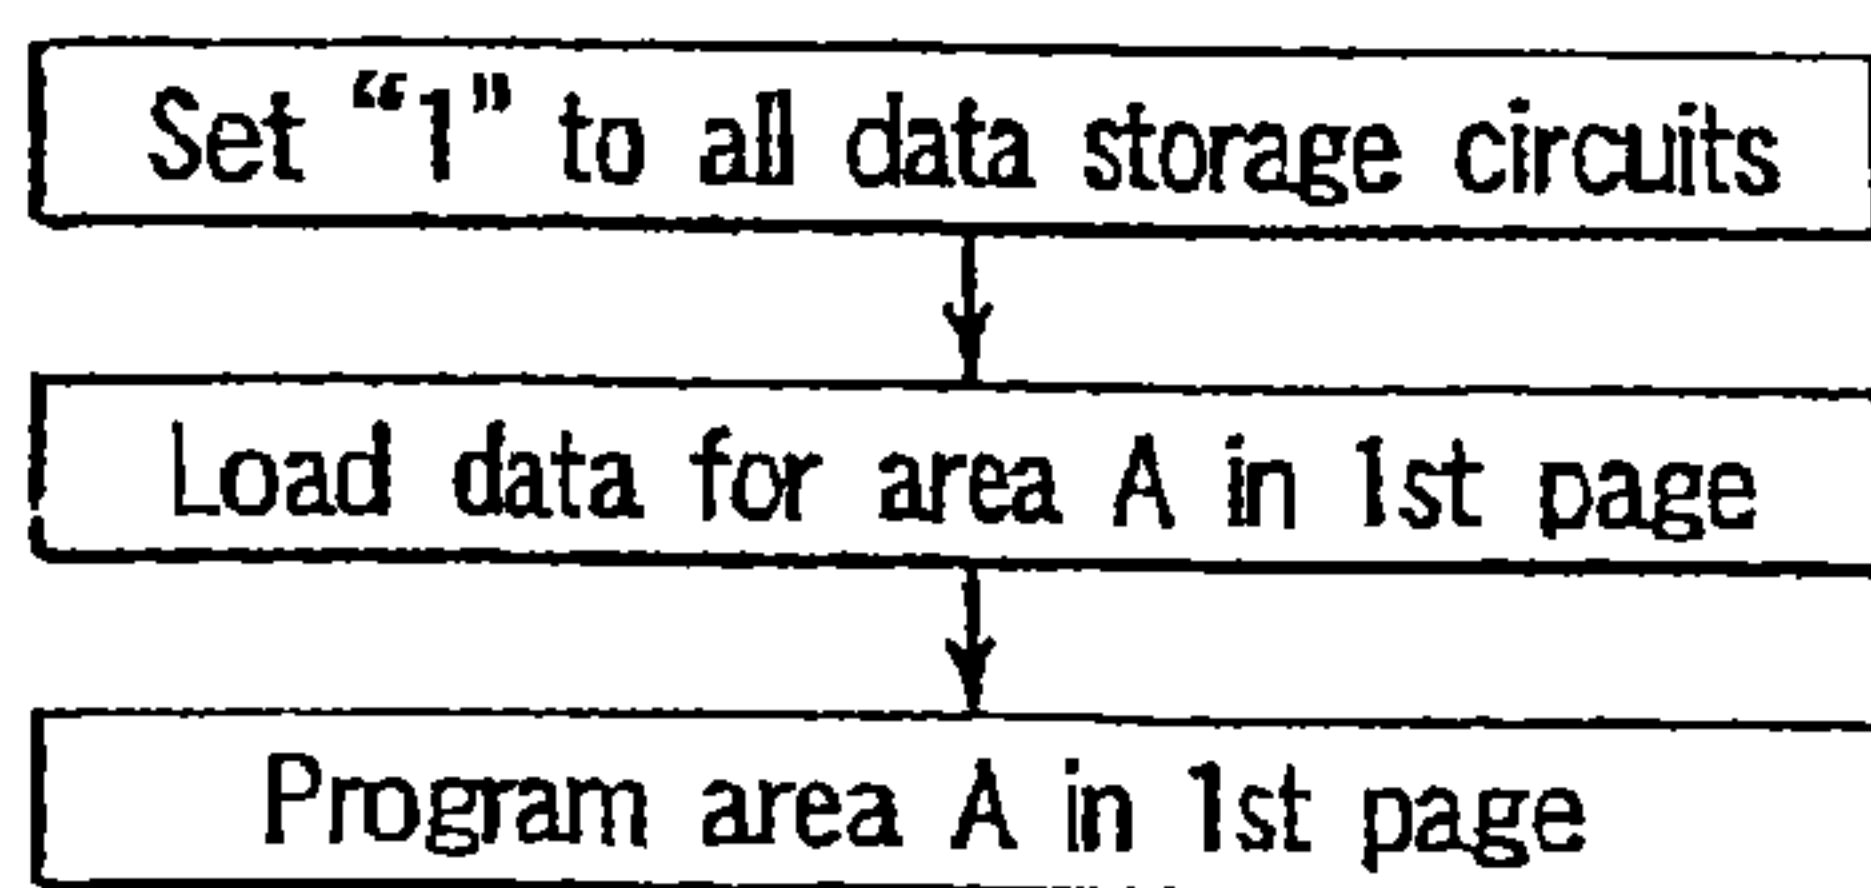 Set “1” to all data storage circuits
Load data for area A in 1st page
Program area A in 1st page